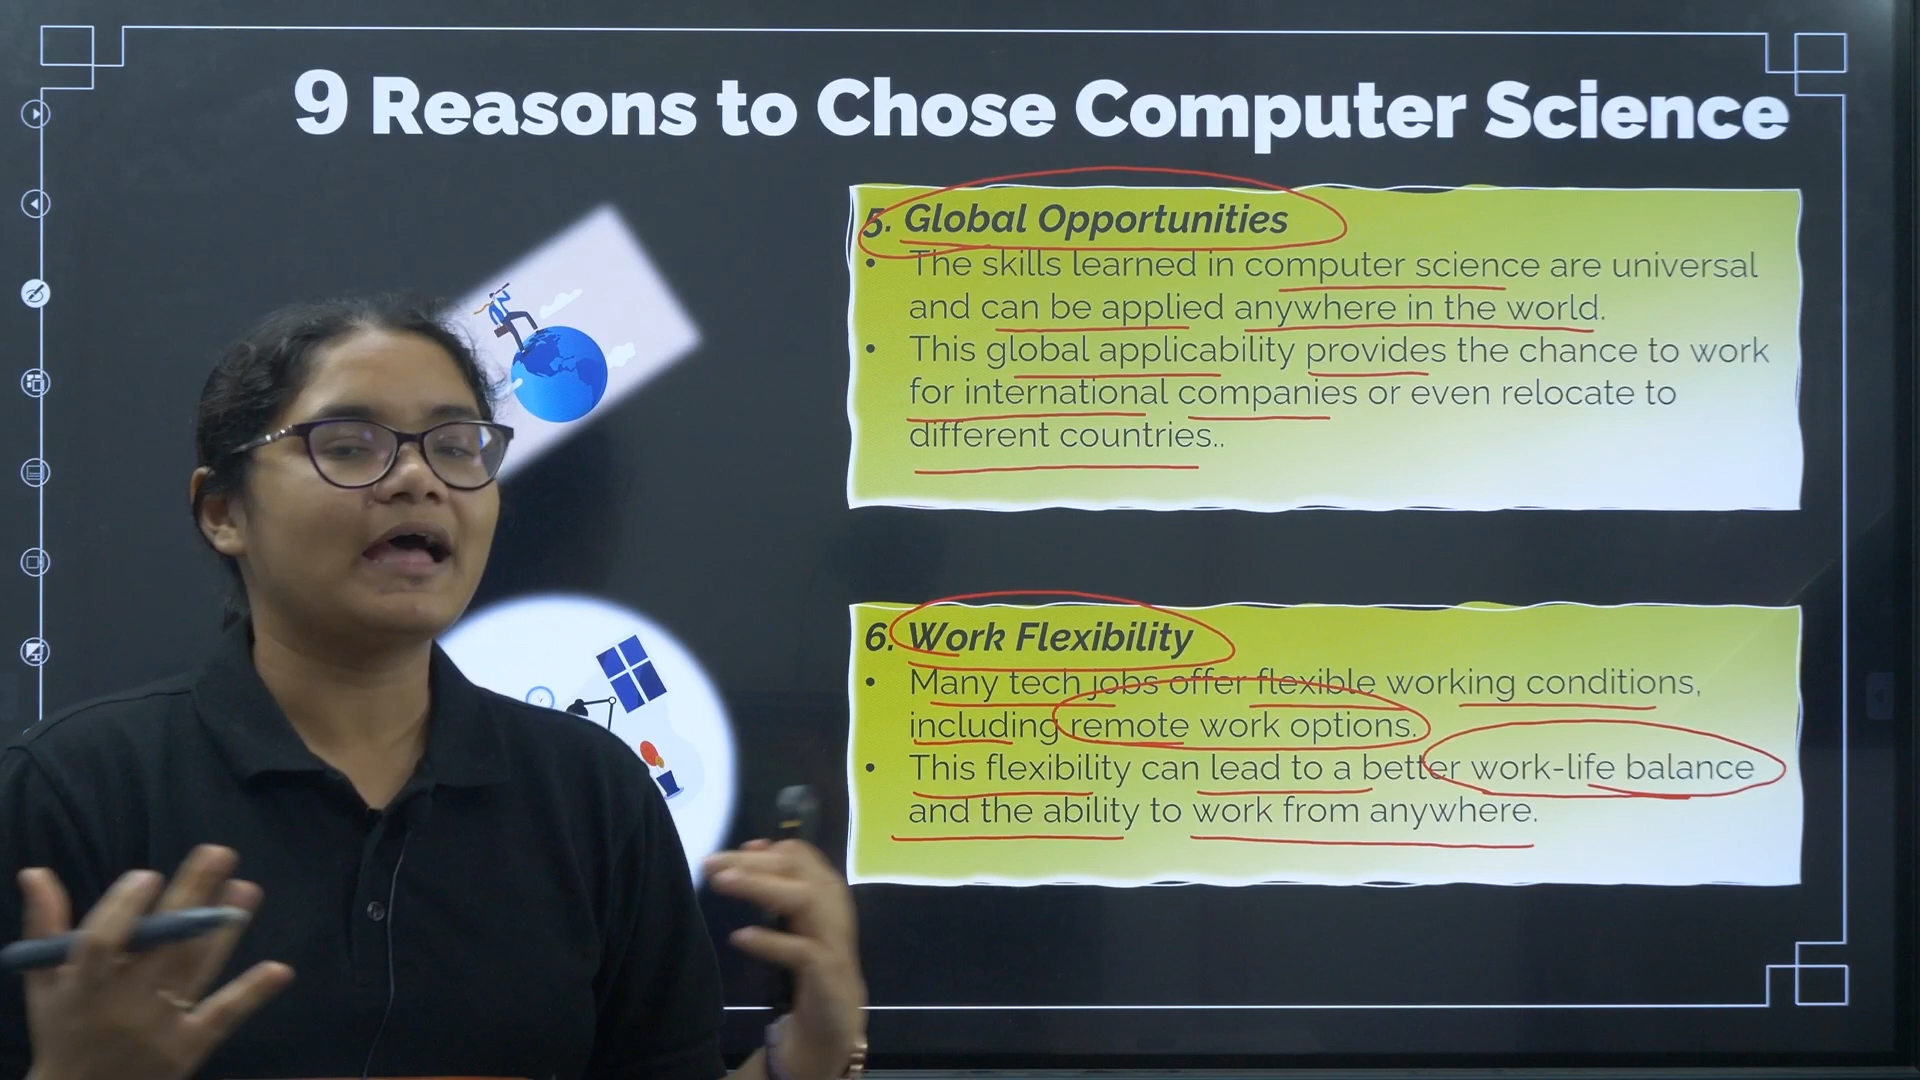 9 Reasons to Chose Computer Science
5. Global Opportunities
• The skills learned in computer science are universal
and can be applied anywhere in the world.
• This global applicability provides the chance to work
for international companies or even relocate to
different countries..
6. Work Flexibility
• Many tech jobs offer flexible working conditions,
including remote work options.
• This flexibility can lead to a better work-life balance
and the ability to work from anywhere.